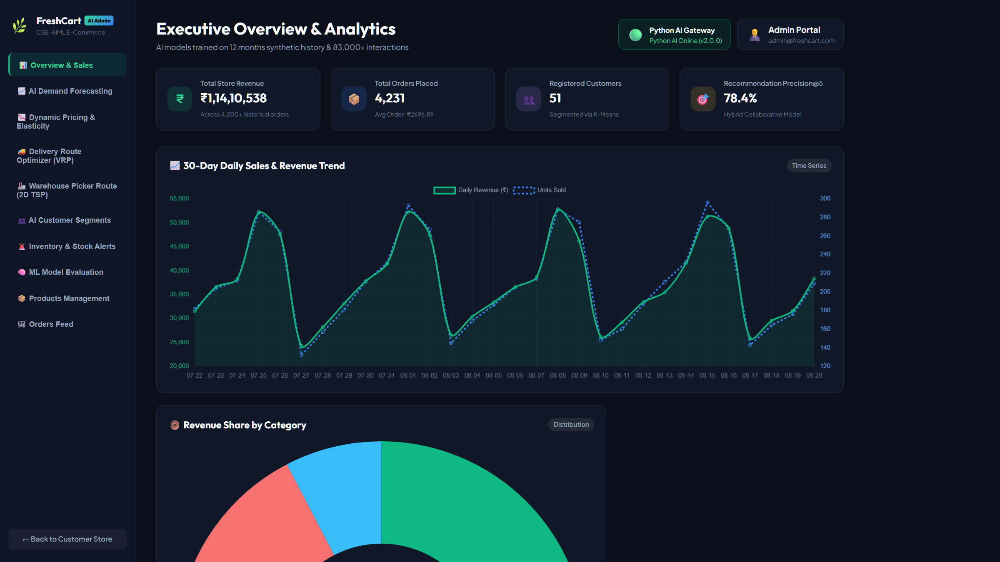 FreshCart AI Admin
CSE-AIML E-Commerce
Overview & Sales
AI Demand Forecasting
Dynamic Pricing &
Elasticity
Delivery Route
Optimizer (VRP)
Warehouse Picker Route
(2D TSP)
AI Customer Segments
Inventory & Stock Alerts
ML Model Evaluation
Products Management
Orders Feed
← Back to Customer Store
Executive Overview & Analytics
AI models trained on 12 months synthetic history & 83,000+ interactions
Python AI Gateway
Python AI Online (v2.0.0)
Admin Portal
admin@freshcart.com
₹
Total Store Revenue
₹1,14,10,538
Across 4,200+ historical orders
Total Orders Placed
4,231
Avg Order: ₹2696.89
Registered Customers
51
Segmented via K-Means
Recommendation Precision@5
78.4%
Hybrid Collaborative Model
30-Day Daily Sales & Revenue Trend
Time Series
Daily Revenue (₹) Units Sold
55,000
50,000
45,000
40,000
35,000
30,000
25,000
20,000
300
280
260
240
220
200
180
160
140
120
07-22 07-23 07-24 07-25 07-26 07-27 07-28 07-29 07-30 07-31 08-01 08-02 08-03 08-04 08-05 08-06 08-07 08-08 08-09 08-10 08-11 08-12 08-13 08-14 08-15 08-16 08-17 08-18 08-19 08-20
Revenue Share by Category
Distribution